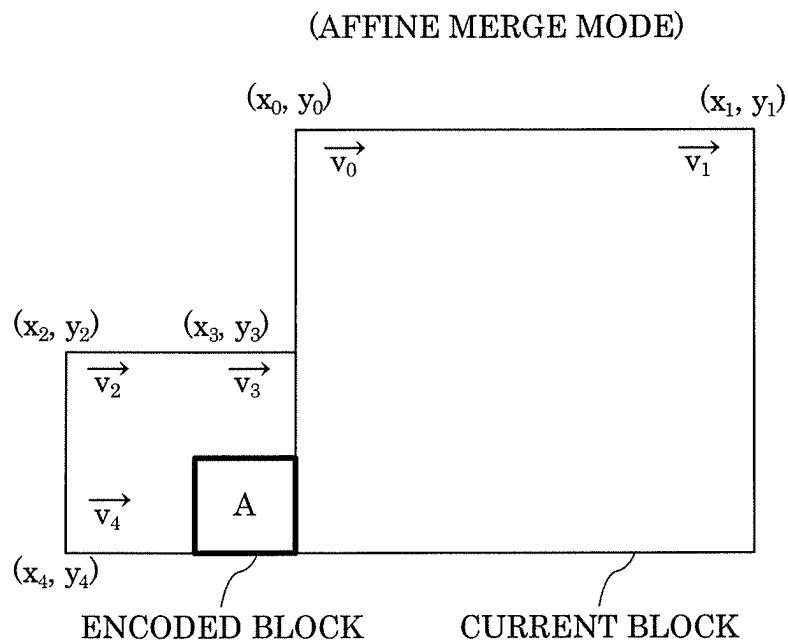 (AFFINE MERGE MODE)
(x₀, y₀) (x₁, y₁)
v₀ v₁
(x₂, y₂) (x₃, y₃)
v₂ v₃
A
v₄
(x₄, y₄)
ENCODED BLOCK CURRENT BLOCK